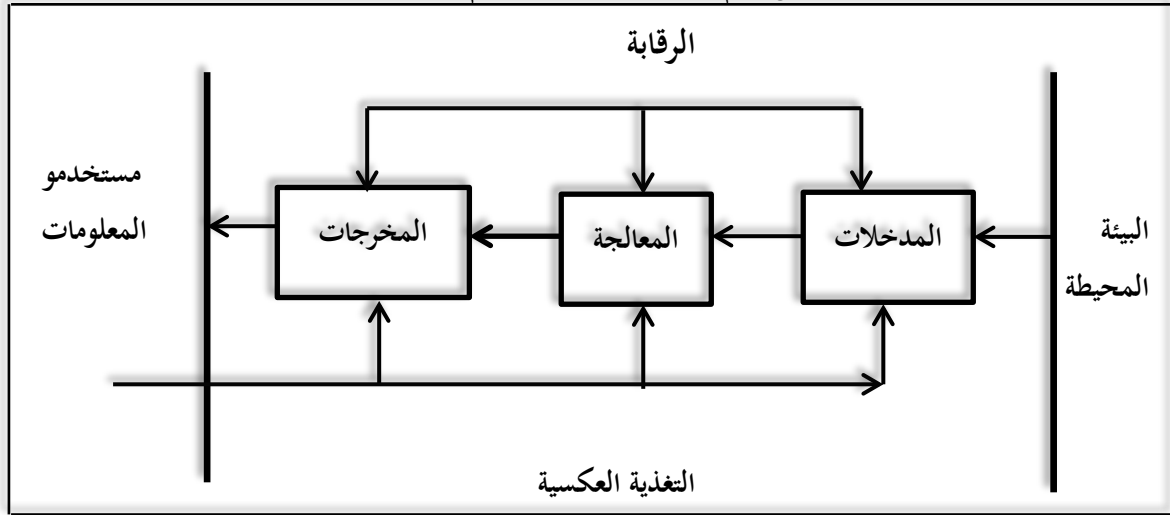 الرقابة
البيئة
المحيطة
المدخلات
المعالجة
المخرجات
مستخدمو
المعلومات
التغذية العكسية